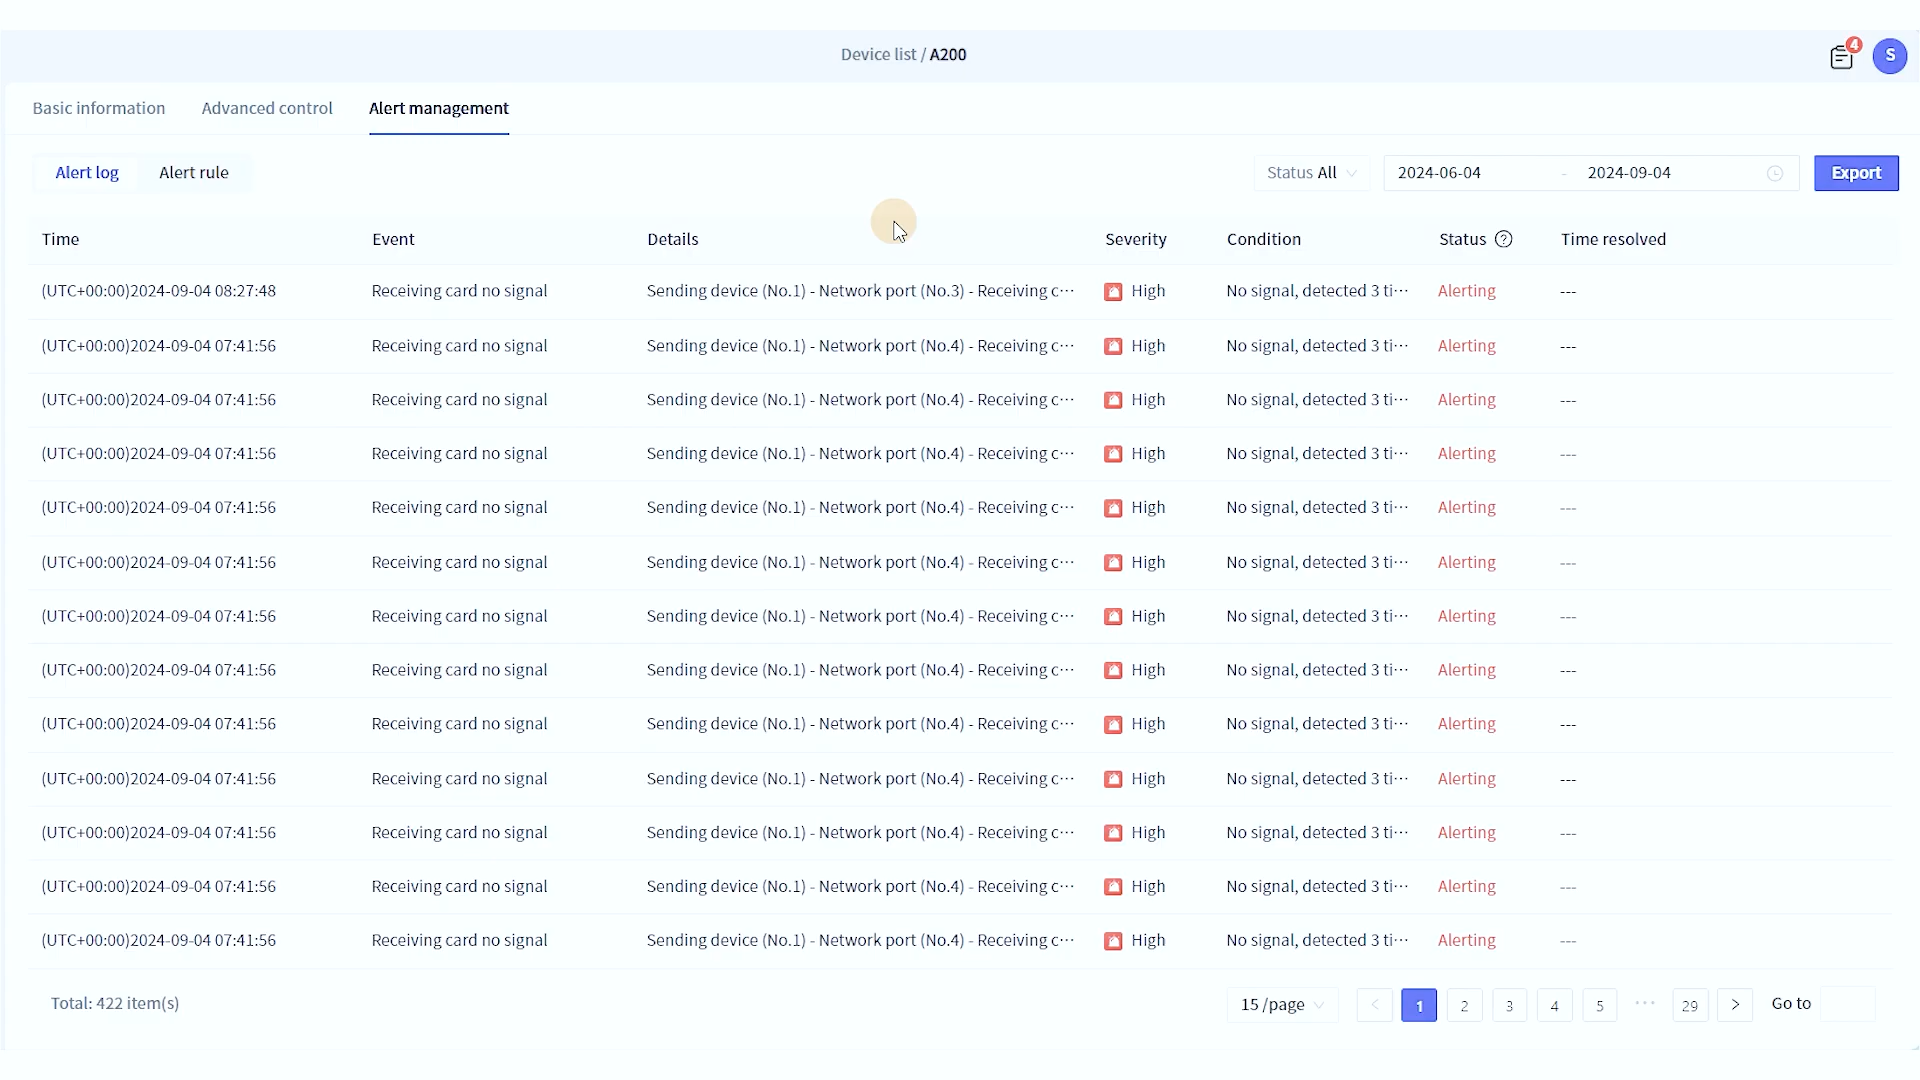 Device list / A200
4
S
Basic information Advanced control Alert management
Alert log Alert rule Status All 2024-06-04 - 2024-09-04 Export
Time Event Details Severity Condition Status ? Time resolved
(UTC+00:00)2024-09-04 08:27:48 Receiving card no signal Sending device (No.1) - Network port (No.3) - Receiving c··· High No signal, detected 3 ti··· Alerting ---
(UTC+00:00)2024-09-04 07:41:56 Receiving card no signal Sending device (No.1) - Network port (No.4) - Receiving c··· High No signal, detected 3 ti··· Alerting ---
(UTC+00:00)2024-09-04 07:41:56 Receiving card no signal Sending device (No.1) - Network port (No.4) - Receiving c··· High No signal, detected 3 ti··· Alerting ---
(UTC+00:00)2024-09-04 07:41:56 Receiving card no signal Sending device (No.1) - Network port (No.4) - Receiving c··· High No signal, detected 3 ti··· Alerting ---
(UTC+00:00)2024-09-04 07:41:56 Receiving card no signal Sending device (No.1) - Network port (No.4) - Receiving c··· High No signal, detected 3 ti··· Alerting ---
(UTC+00:00)2024-09-04 07:41:56 Receiving card no signal Sending device (No.1) - Network port (No.4) - Receiving c··· High No signal, detected 3 ti··· Alerting ---
(UTC+00:00)2024-09-04 07:41:56 Receiving card no signal Sending device (No.1) - Network port (No.4) - Receiving c··· High No signal, detected 3 ti··· Alerting ---
(UTC+00:00)2024-09-04 07:41:56 Receiving card no signal Sending device (No.1) - Network port (No.4) - Receiving c··· High No signal, detected 3 ti··· Alerting ---
(UTC+00:00)2024-09-04 07:41:56 Receiving card no signal Sending device (No.1) - Network port (No.4) - Receiving c··· High No signal, detected 3 ti··· Alerting ---
(UTC+00:00)2024-09-04 07:41:56 Receiving card no signal Sending device (No.1) - Network port (No.4) - Receiving c··· High No signal, detected 3 ti··· Alerting ---
(UTC+00:00)2024-09-04 07:41:56 Receiving card no signal Sending device (No.1) - Network port (No.4) - Receiving c··· High No signal, detected 3 ti··· Alerting ---
(UTC+00:00)2024-09-04 07:41:56 Receiving card no signal Sending device (No.1) - Network port (No.4) - Receiving c··· High No signal, detected 3 ti··· Alerting ---
(UTC+00:00)2024-09-04 07:41:56 Receiving card no signal Sending device (No.1) - Network port (No.4) - Receiving c··· High No signal, detected 3 ti··· Alerting ---
Total: 422 item(s) 15 /page < 1 2 3 4 5 ··· 29 > Go to